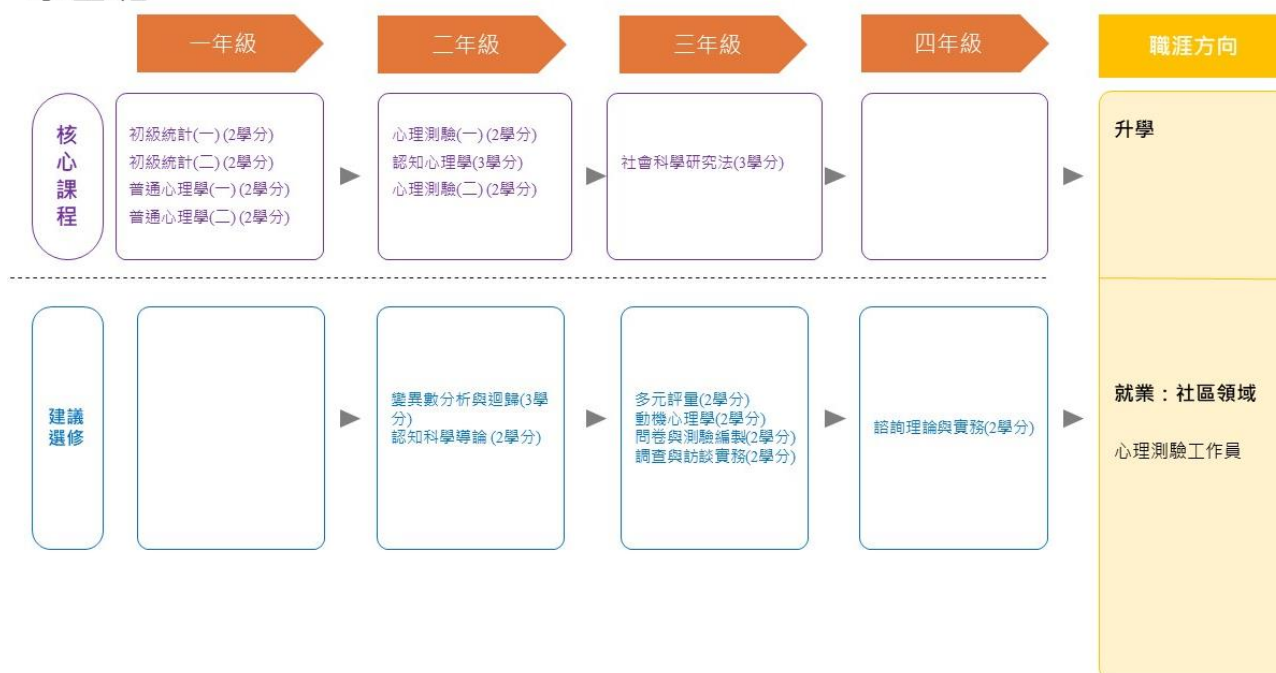 一年級
二年級
三年級
四年級
職涯方向
核心課程
初級統計(一)(2學分)
初級統計(二)(2學分)
普通心理學(一)(2學分)
普通心理學(二)(2學分)
心理測驗(一)(2學分)
認知心理學(3學分)
心理測驗(二)(2學分)
社會科學研究法(3學分)
升學
建議
選修
變異數分析與迴歸(3學
分)
認知科學導論(2學分)
多元評量(2學分)
動機心理學(2學分)
問卷與測驗編製(2學分)
調查與訪談實務(2學分)
諮詢理論與實務(2學分)
就業：社區領域
心理測驗工作員